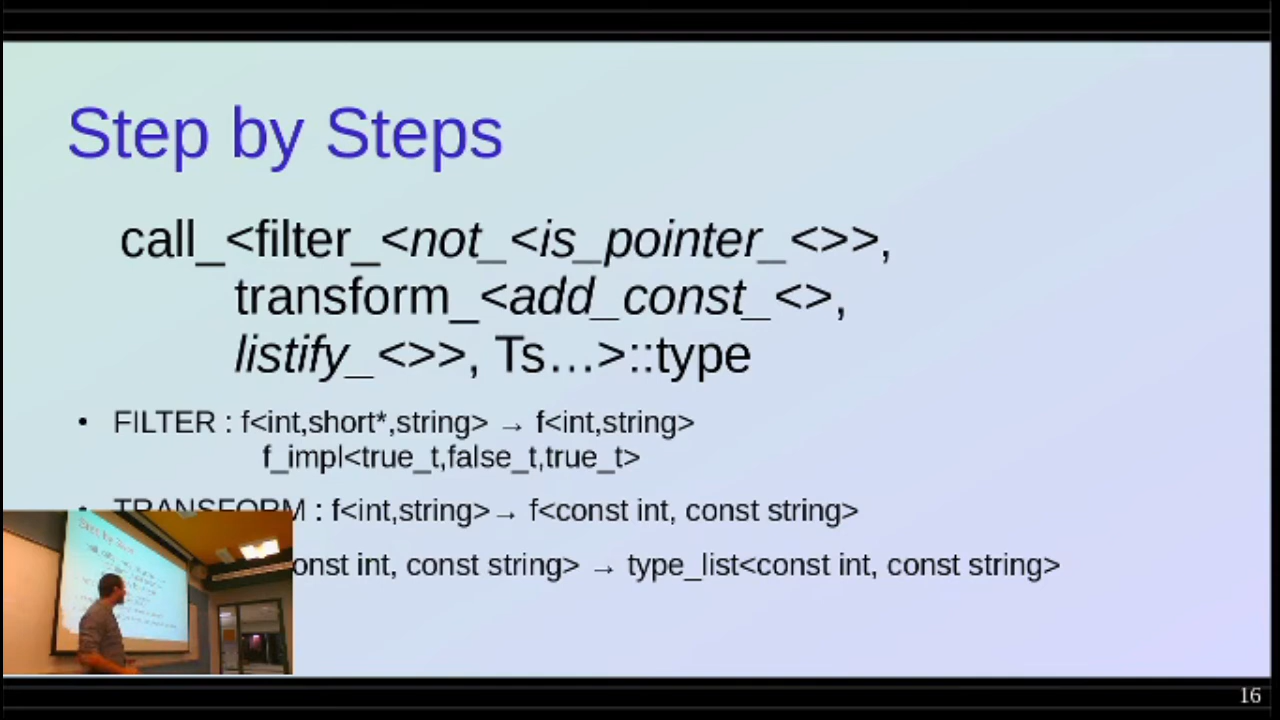 Step by Steps
call_<filter_<not_<is_pointer_<>>,
transform_<add_const_<>,
listify_<>>, Ts…>::type
• FILTER : f<int,short*,string> → f<int,string>
f_impl<true_t,false_t,true_t>
• TRANSFORM : f<int,string>→ f<const int, const string>
onst int, const string> → type_list<const int, const string>
16